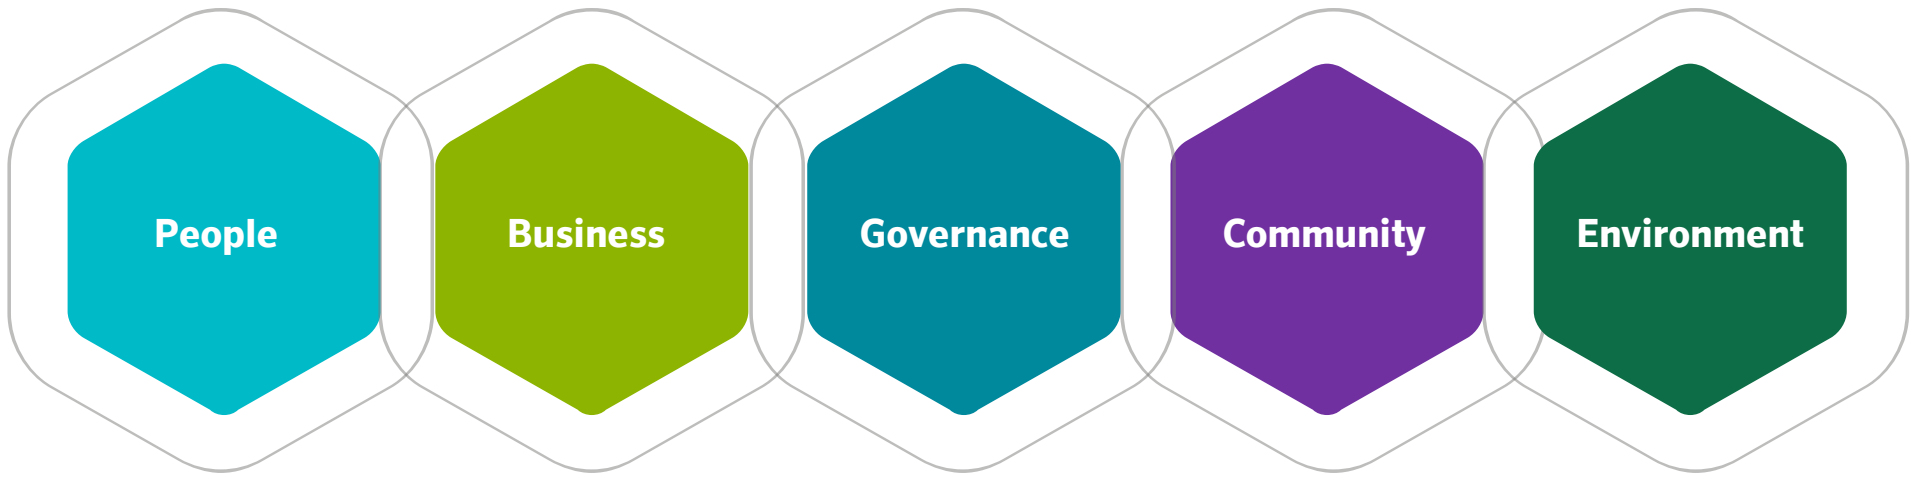 People
Business
Governance
Community
Environment